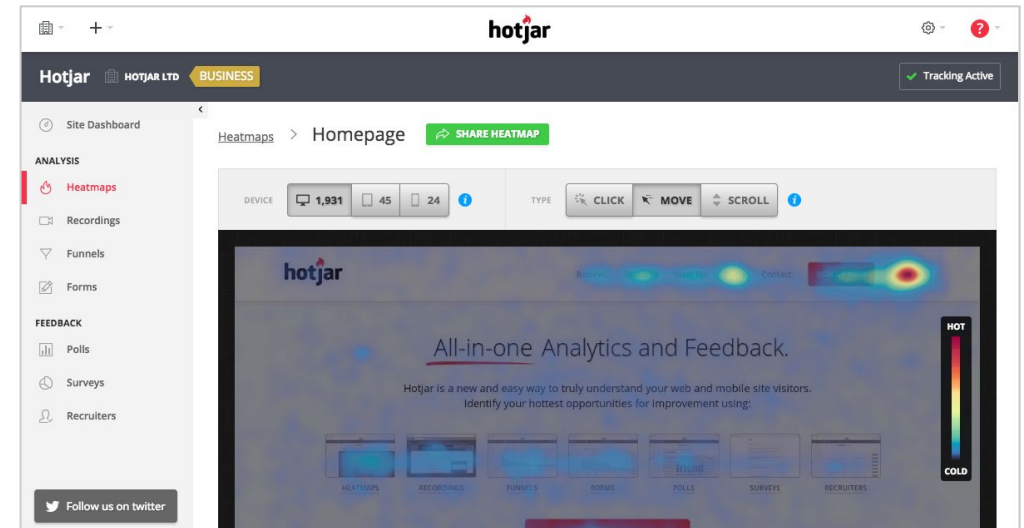 hotjar
?
Hotjar HOTJAR LTD BUSINESS
Tracking Active
Site Dashboard
ANALYSIS
Heatmaps
Recordings
Funnels
Forms
FEEDBACK
Polls
Surveys
Recruiters
Follow us on twitter
Heatmaps > Homepage SHARE HEATMAP
DEVICE 1,931 45 24 i TYPE CLICK MOVE SCROLL i
hotjar
Contact
All-in-one Analytics and Feedback.
Hotjar is a new and easy way to truly understand your web and mobile site visitors.
Identify your hottest opportunities for improvement using:
friend
HEATMAPS RECORDINGS FUNNELS FORMS POLLS SURVEYS RECRUITERS
HOT
COLD